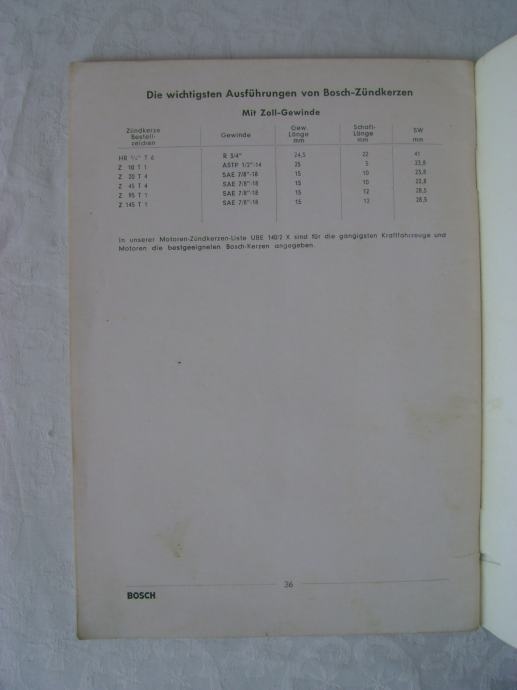 Die wichtigsten Ausführungen von Bosch-Zündkerzen
Mit Zoll-Gewinde
Zündkerze Bestell-zeichen Gewinde Gew. Länge mm Schaft-Länge mm SW mm
HR ³/₄" T 6 R 3/4" 24,5 22 41
Z 10 T 1 ASTP 1/2"-14 25 5 23,8
Z 20 T 4 SAE 7/8"-18 15 10 23,8
Z 45 T 4 SAE 7/8"-18 15 10 22,8
Z 95 T 1 SAE 7/8"-18 15 12 28,5
Z 145 T 1 SAE 7/8"-18 15 12 28,5
In unserer Motoren-Zündkerzen-Liste UBE 140/2 X sind für die gängigsten Kraftfahrzeuge und
Motoren die bestgeeigneten Bosch-Kerzen angegeben.
36
BOSCH